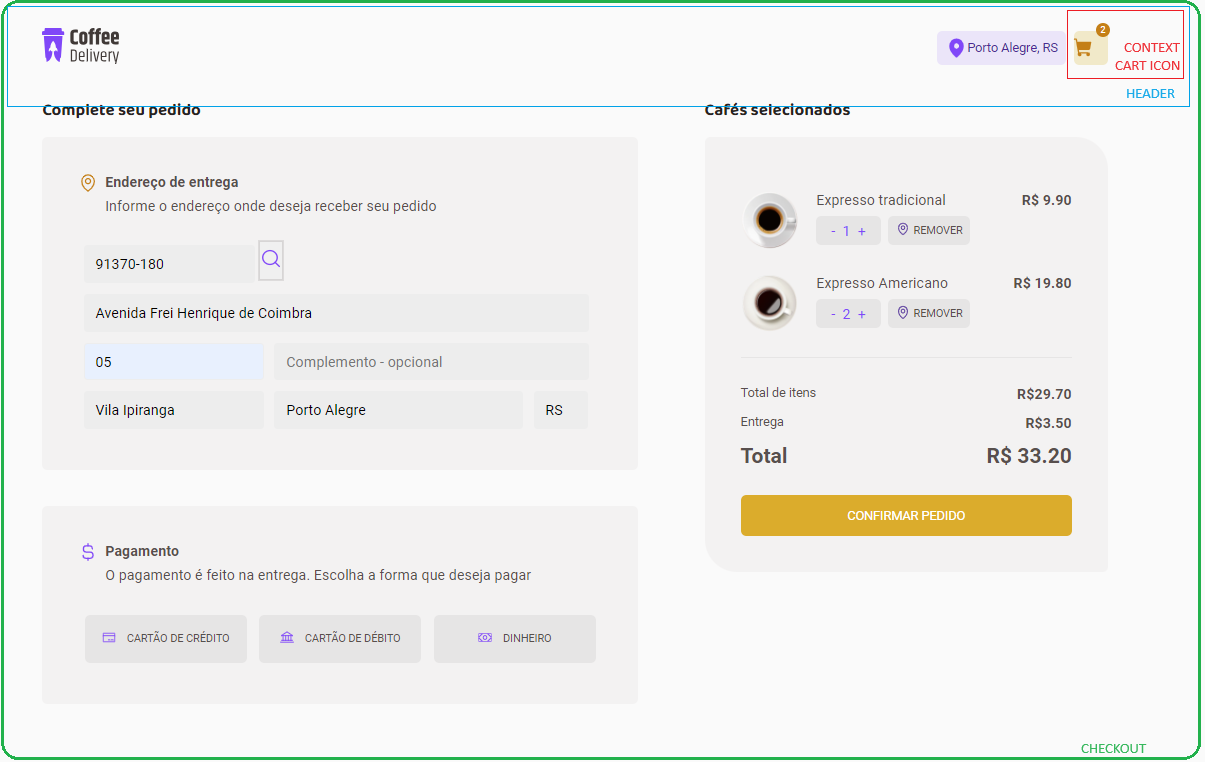 Coffee
Delivery
Porto Alegre, RS
2
CONTEXT
CART ICON
HEADER
Complete seu pedido
Endereço de entrega
Informe o endereço onde deseja receber seu pedido
91370-180
Avenida Frei Henrique de Coimbra
05
Complemento - opcional
Vila Ipiranga
Porto Alegre
RS
Pagamento
O pagamento é feito na entrega. Escolha a forma que deseja pagar
CARTÃO DE CRÉDITO
CARTÃO DE DÉBITO
DINHEIRO
Cafés selecionados
Expresso tradicional
R$ 9.90
- 1 +
REMOVER
Expresso Americano
R$ 19.80
- 2 +
REMOVER
Total de itens
R$29.70
Entrega
R$3.50
Total
R$ 33.20
CONFIRMAR PEDIDO
CHECKOUT